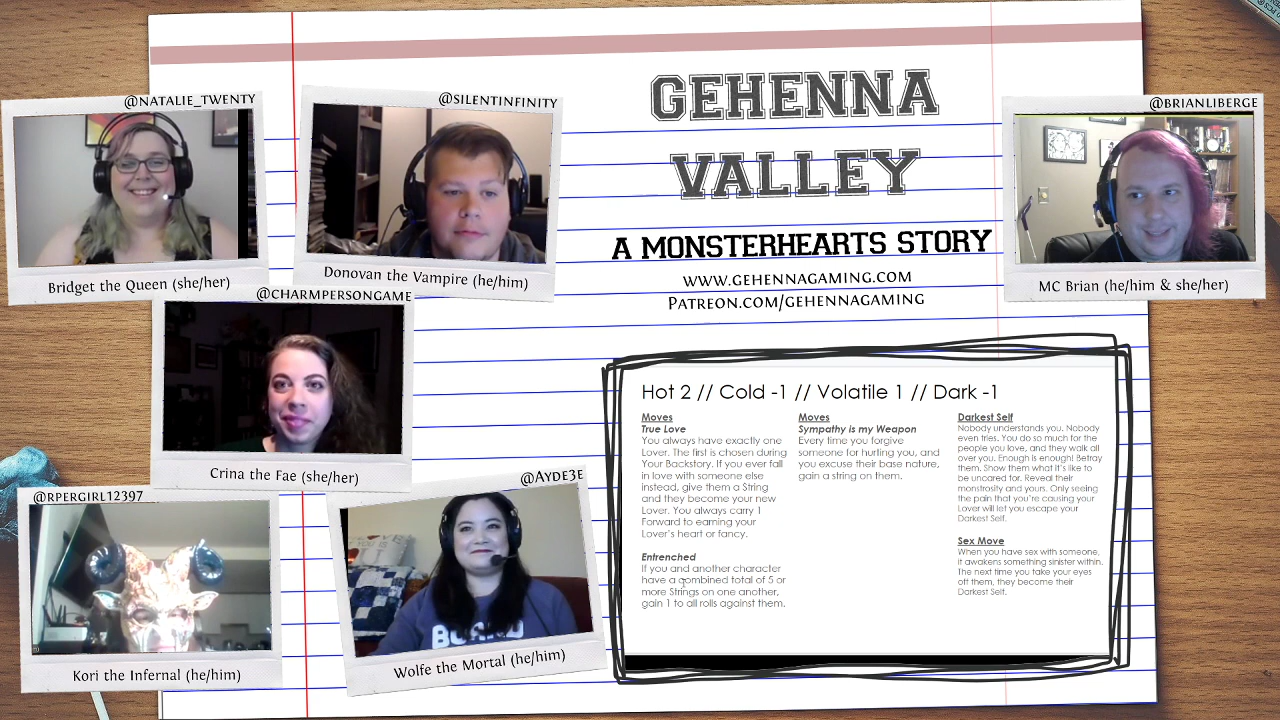 @NATALIE_TWENTY
Bridget the Queen (she/her)
@SILENTINFINITY
Donovan the Vampire (he/him)
GEHENNA
VALLEY
A MONSTERHEARTS STORY
WWW.GEHENNAGAMING.COM
PATREON.COM/GEHENNAGAMING
@BRIANLIBERGE
MC Brian (he/him & she/her)
@CHARMPERSONGAME
Crina the Fae (she/her)
@RPERGIRL12397
Kori the Infernal (he/him)
@AYDE3E
Wolfe the Mortal (he/him)
Hot 2 // Cold -1 // Volatile 1 // Dark -1
Moves
True Love
You always have exactly one
Lover. The first is chosen during
Your Backstory. If you ever fall
in love with someone else
instead, give them a String
and they become your new
Lover. You always carry 1
Forward to earning your
Lover's heart or fancy.
Entrenched
If you and another character
have a combined total of 5 or
more Strings on one another,
gain 1 to all rolls against them.
Moves
Sympathy is my Weapon
Every time you forgive
someone for hurting you, and
you excuse their base nature,
gain a string on them.
Darkest Self
Nobody understands you. Nobody
even tries. You do so much for the
people you love, and they walk all
over you. Enough is enough! Betray
them. Show them what it's like to
be uncared for. Reveal their
monstrosity and yours. Only seeing
the pain that you're causing your
Lover will let you escape your
Darkest Self.
Sex Move
When you have sex with someone,
it awakens something sinister within.
The next time you take your eyes
off them, they become their
Darkest Self.